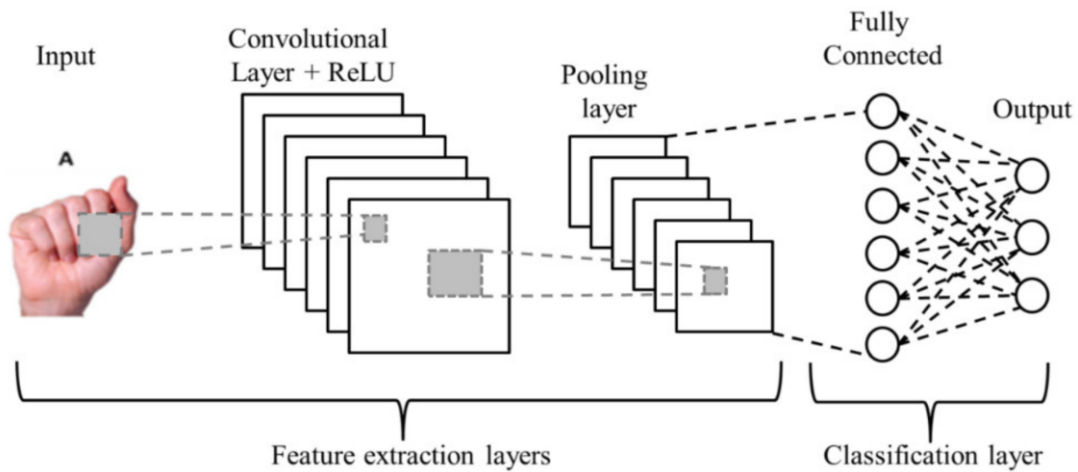 Input
Convolutional
Layer + ReLU
Pooling
layer
Fully
Connected
Output
A
Feature extraction layers
Classification layer